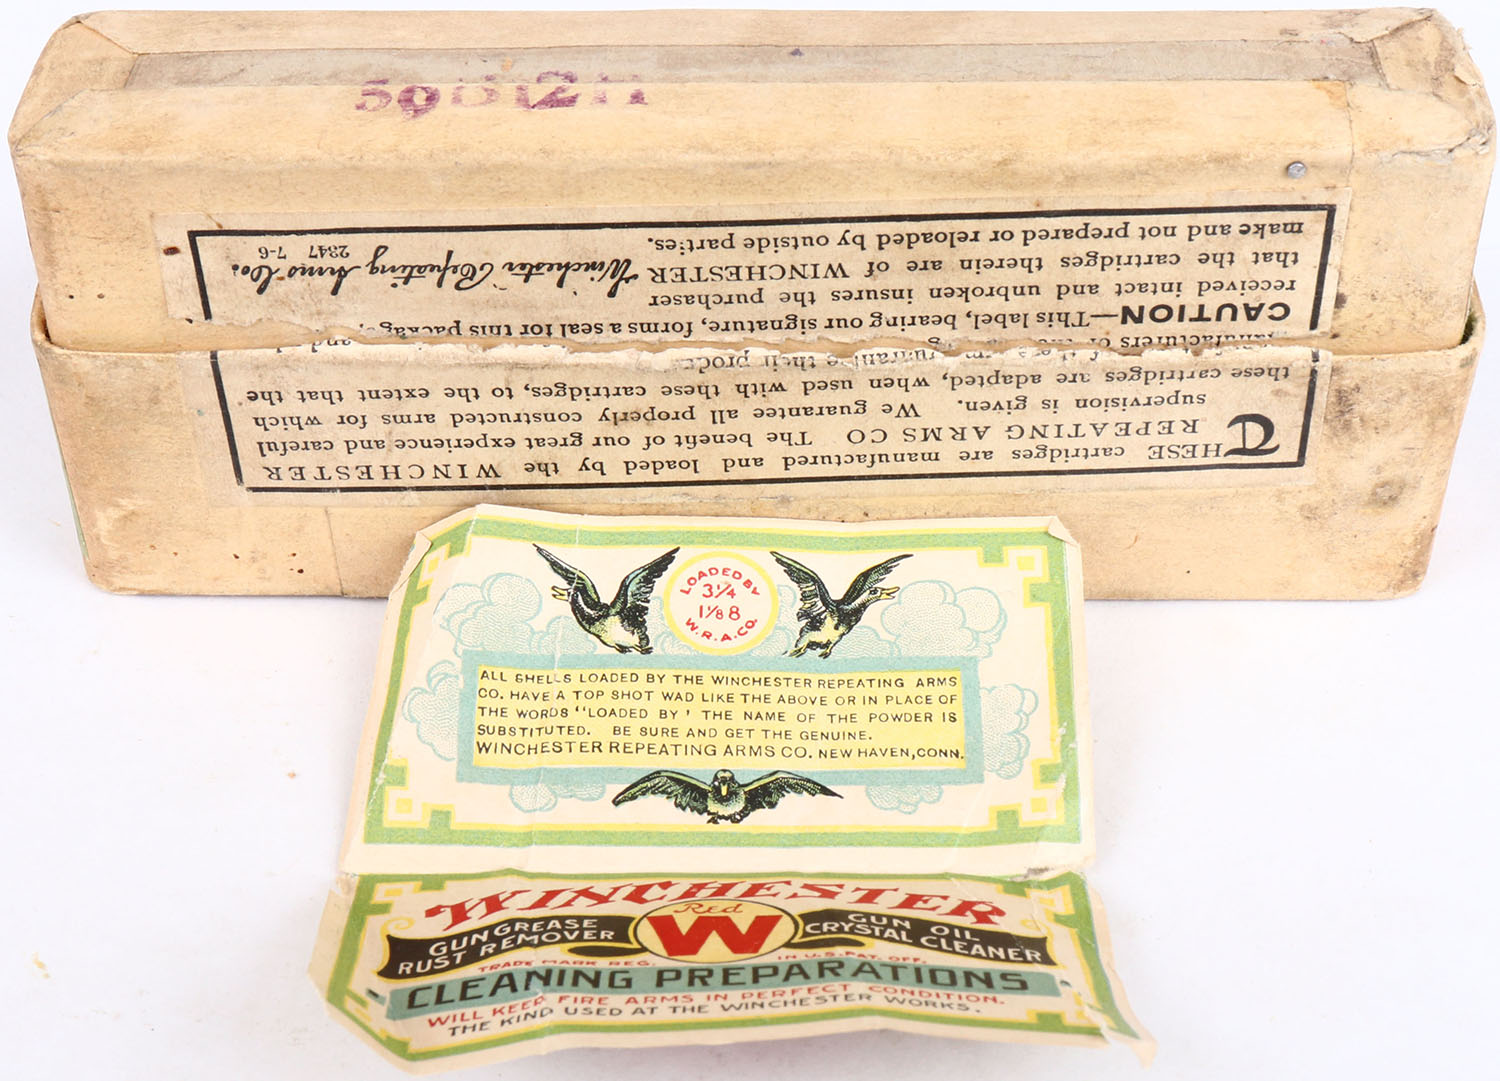 THESE cartridges are manufactured and loaded by the WINCHESTER
REPEATING ARMS CO The benefit of our great experience and careful
supervision is given. We guarantee all properly constructed arms for which
these cartridges are adapted, when used with these cartridges, to the extent that the
CAUTION—This label, bearing our signature, forms a seal for this package,
received intact and unbroken insures the purchaser
that the cartridges therein are of WINCHESTER
make and not prepared or reloaded by outside parties.
Winchester Repeating Arms Co.
2347 7-6
LOADED BY
3 1/4
1 1/8 8
W.R.A.CO.
ALL SHELLS LOADED BY THE WINCHESTER REPEATING ARMS
CO. HAVE A TOP SHOT WAD LIKE THE ABOVE OR IN PLACE OF
THE WORDS "LOADED BY' THE NAME OF THE POWDER IS
SUBSTITUTED. BE SURE AND GET THE GENUINE.
WINCHESTER REPEATING ARMS CO. NEW HAVEN, CONN.
WINCHESTER
GUN GREASE
RUST REMOVER
Red
W
GUN OIL
CRYSTAL CLEANER
TRADE MARK REG. IN U.S. PAT. OFF.
CLEANING PREPARATIONS
WILL KEEP FIRE ARMS IN PERFECT CONDITION.
THE KIND USED AT THE WINCHESTER WORKS.